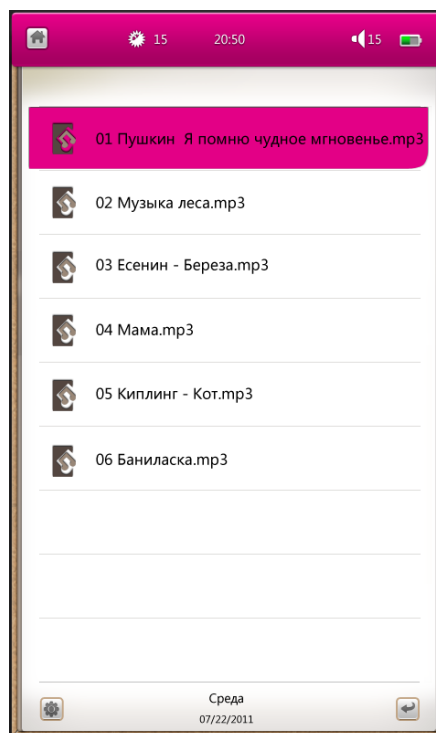 15 20:50 15
01 Пушкин  Я помню чудное мгновенье.mp3
02 Музыка леса.mp3
03 Есенин - Береза.mp3
04 Мама.mp3
05 Киплинг - Кот.mp3
06 Баниласка.mp3
Среда
07/22/2011